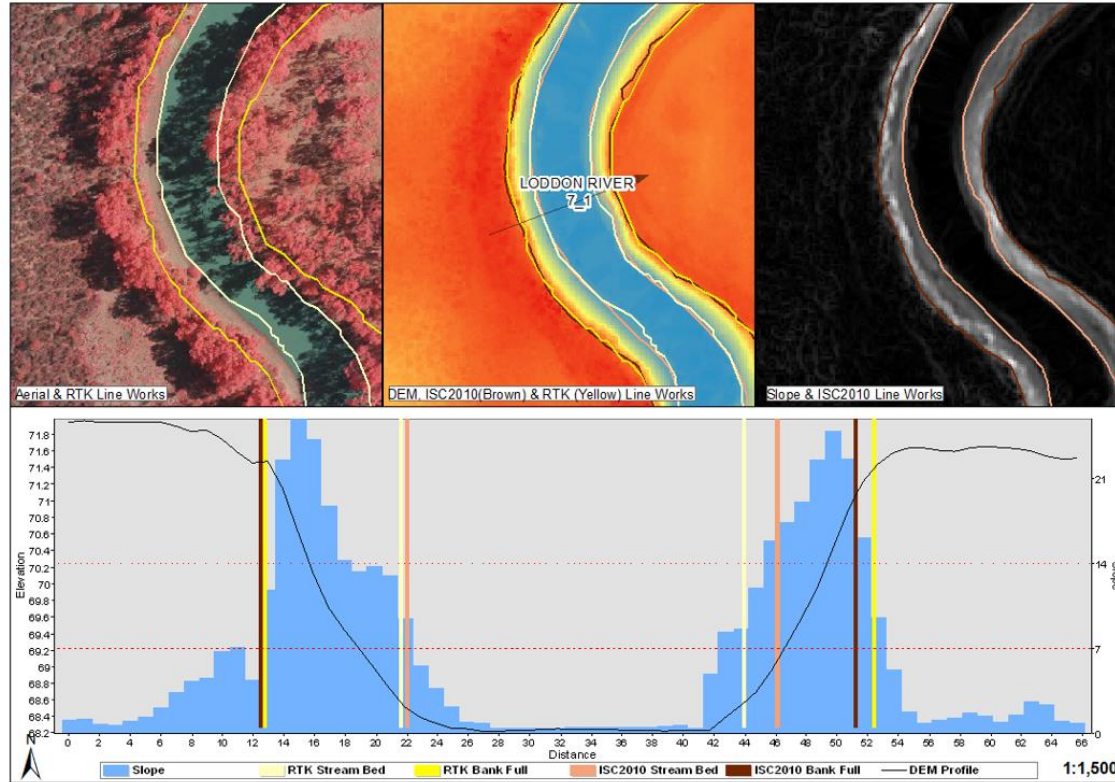 LODDON RIVER
7_1
Aerial & RTK Line Works
DEM, ISC2010(Brown) & RTK (Yellow) Line Works
Slope & ISC2010 Line Works
Elevation
71.8
71.6
71.4
71.2
71
70.8
70.6
70.4
70.2
70
69.8
69.6
69.4
69.2
69
68.8
68.6
68.4
68.2
21
14
7
0
Slope
0 2 4 6 8 10 12 14 16 18 20 22 24 26 28 30 32 34 36 38 40 42 44 46 48 50 52 54 56 58 60 62 64 66
Distance
N
Slope RTK Stream Bed RTK Bank Full ISC2010 Stream Bed ISC2010 Bank Full DEM Profile